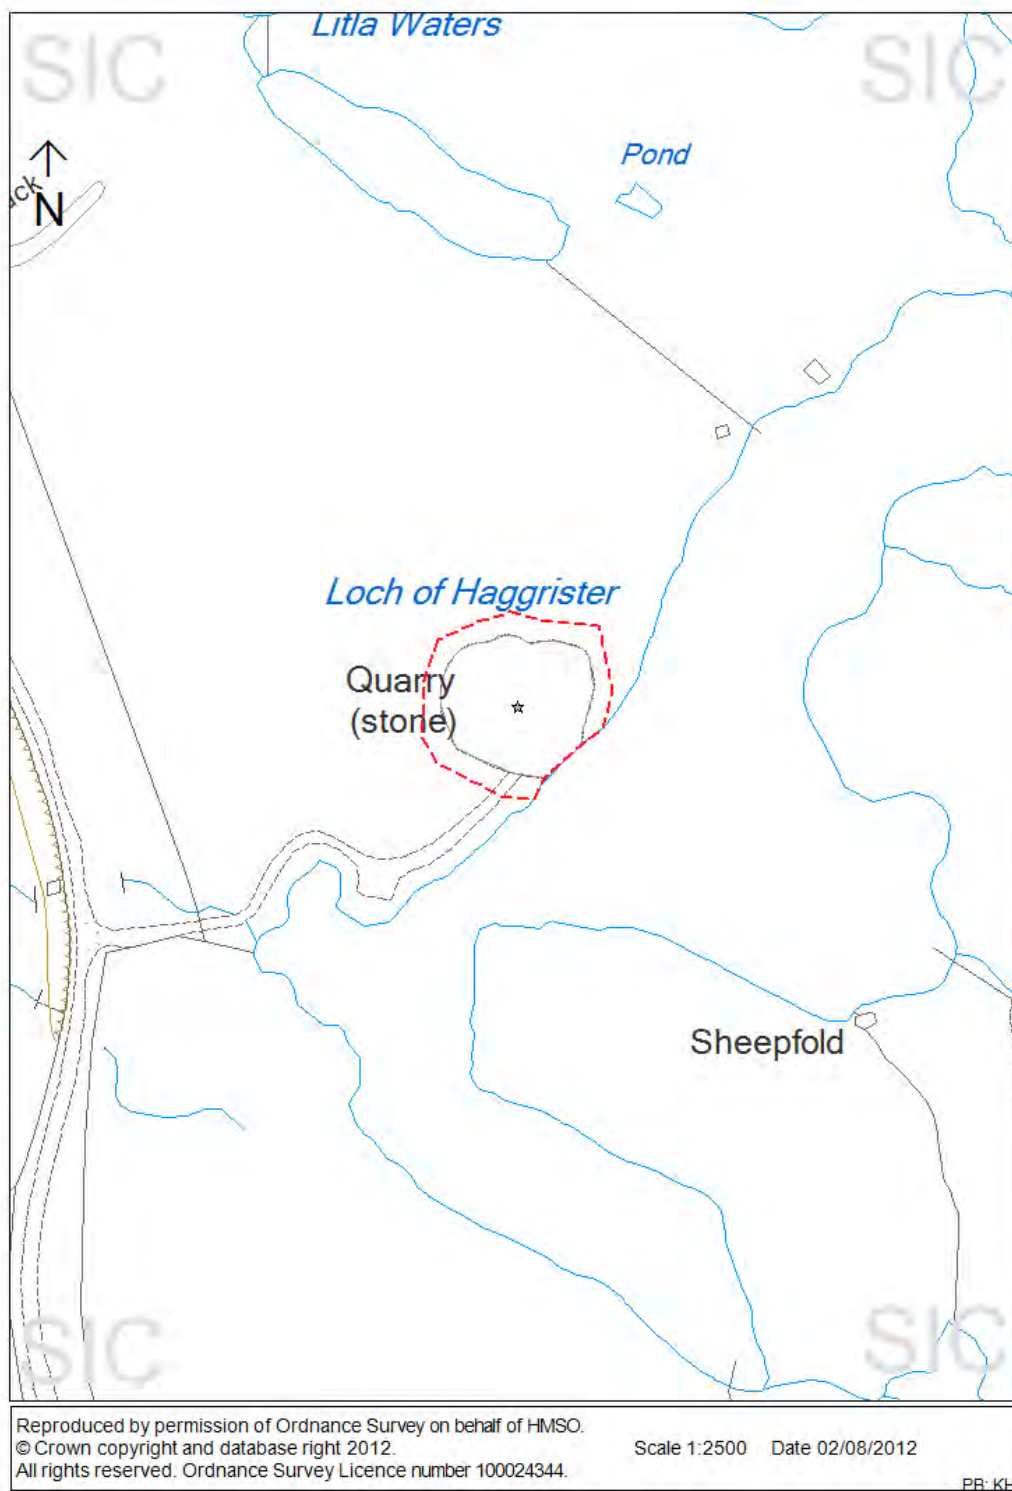 Litla Waters
SIC
SIC
Pond
N
Loch of Haggrister
Quarry
(stone)
Sheepfold
SIC
SIC
Reproduced by permission of Ordnance Survey on behalf of HMSO.
© Crown copyright and database right 2012.
All rights reserved. Ordnance Survey Licence number 100024344.
Scale 1:2500 Date 02/08/2012
PB: KH